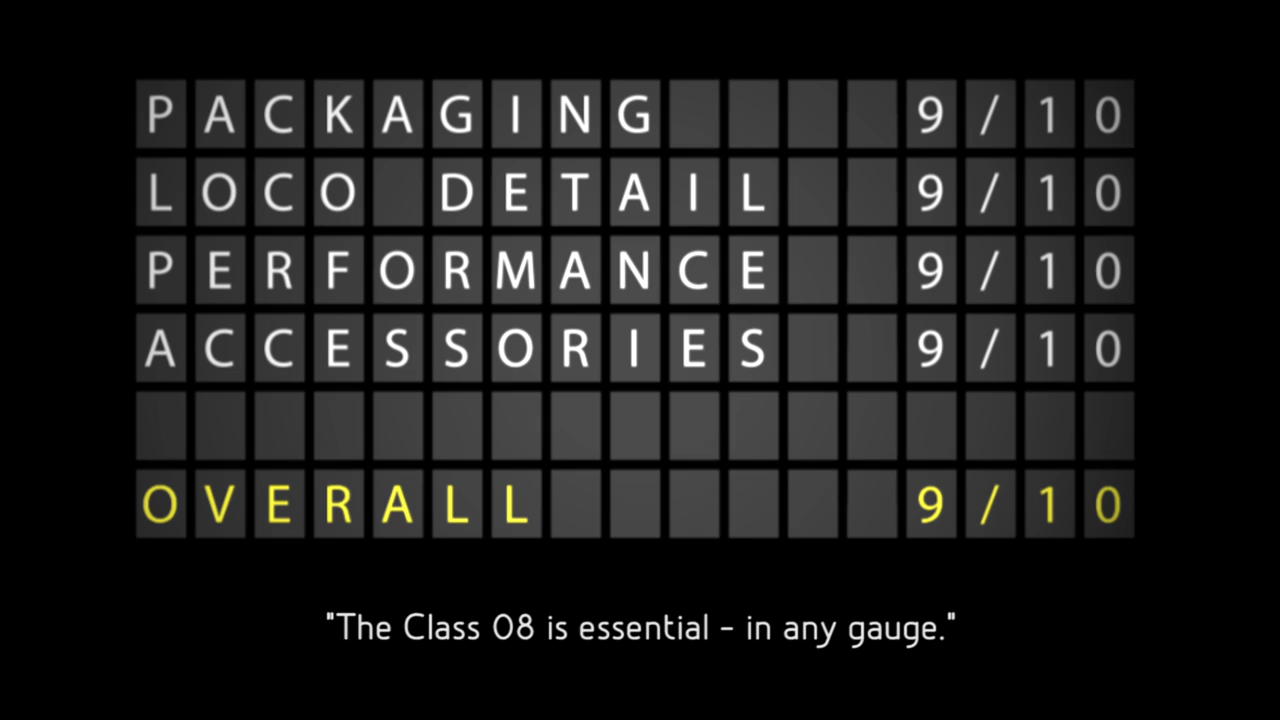 PACKAGING 9/10
LOCO DETAIL 9/10
PERFORMANCE 9/10
ACCESSORIES 9/10
OVERALL 9/10
"The Class 08 is essential - in any gauge."